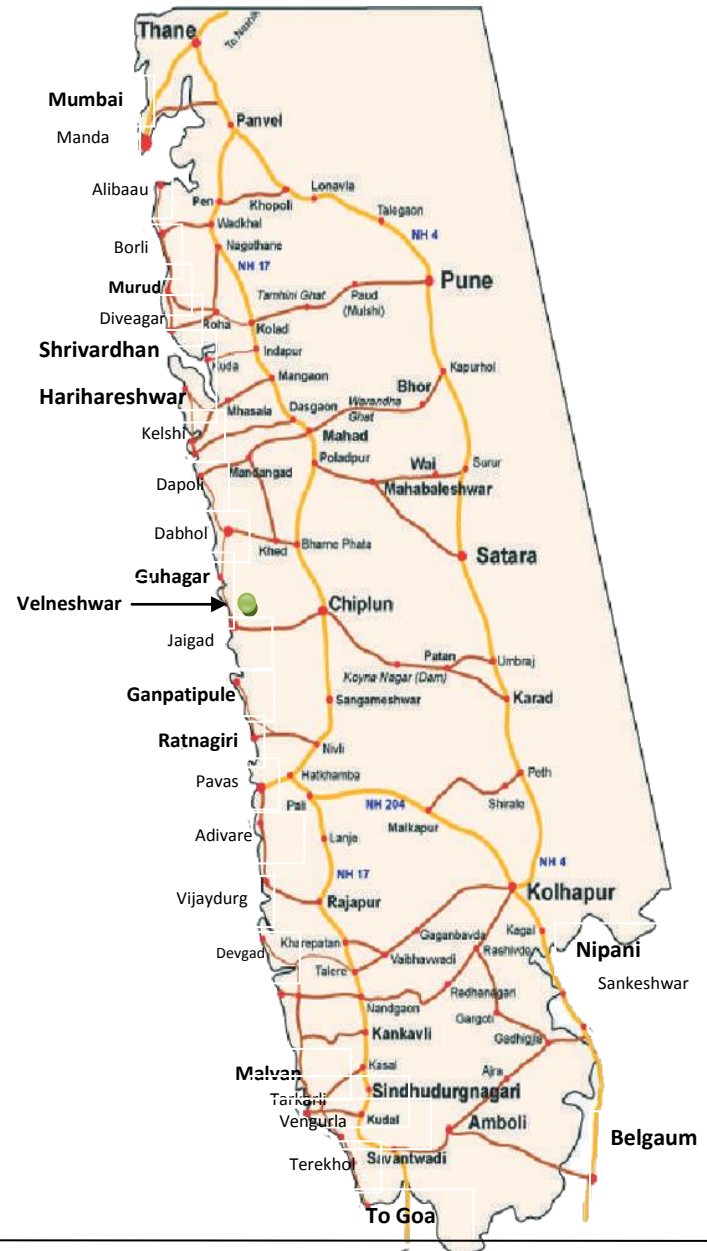 Thane
To Nashik
Mumbai
Manda
Panvel
Alibaau
Pen
Khopoli
Lonavla
Talegaon
Borli
Wadkhal
Nagothane
NH 4
NH 17
Murud
Tamhini Ghat
Paud
(Mulshi)
Pune
Diveagar
Roha
Kolad
Shrivardhan
Indapur
Kuda
Mangaon
Kapurhol
Harihareshwar
Bhor
Mhasala
Dasgaon
Warandha
Ghat
Kelshi
Mahad
Mandangad
Poladpur
Wai
Surur
Dapoli
Mahabaleshwar
Dabhol
Khed
Bharne Phata
Satara
Guhagar
Velneshwar
Chiplun
Jaigad
Patan
Umbraj
Koyna Nagar (Dam)
Ganpatipule
Sangameshwar
Karad
Ratnagiri
Nivli
Pavas
Hatkhamba
Peth
Pali
NH 204
Shirale
Malkapur
Adivare
Lanje
NH 17
NH 4
Vijaydurg
Rajapur
Kolhapur
Devgad
Kharepatan
Gaganbavda
Kagal
Rashivde
Nipani
Talere
Vaibhavwadi
Sankeshwar
Nandgaon
Radhanagari
Gargoti
Kankavli
Gadhigja
Malvan
Kasal
Ajra
Tarkarli
Sindhudurgnagari
Vengurla
Kudal
Amboli
Belgaum
Terekhol
Savantwadi
To Goa